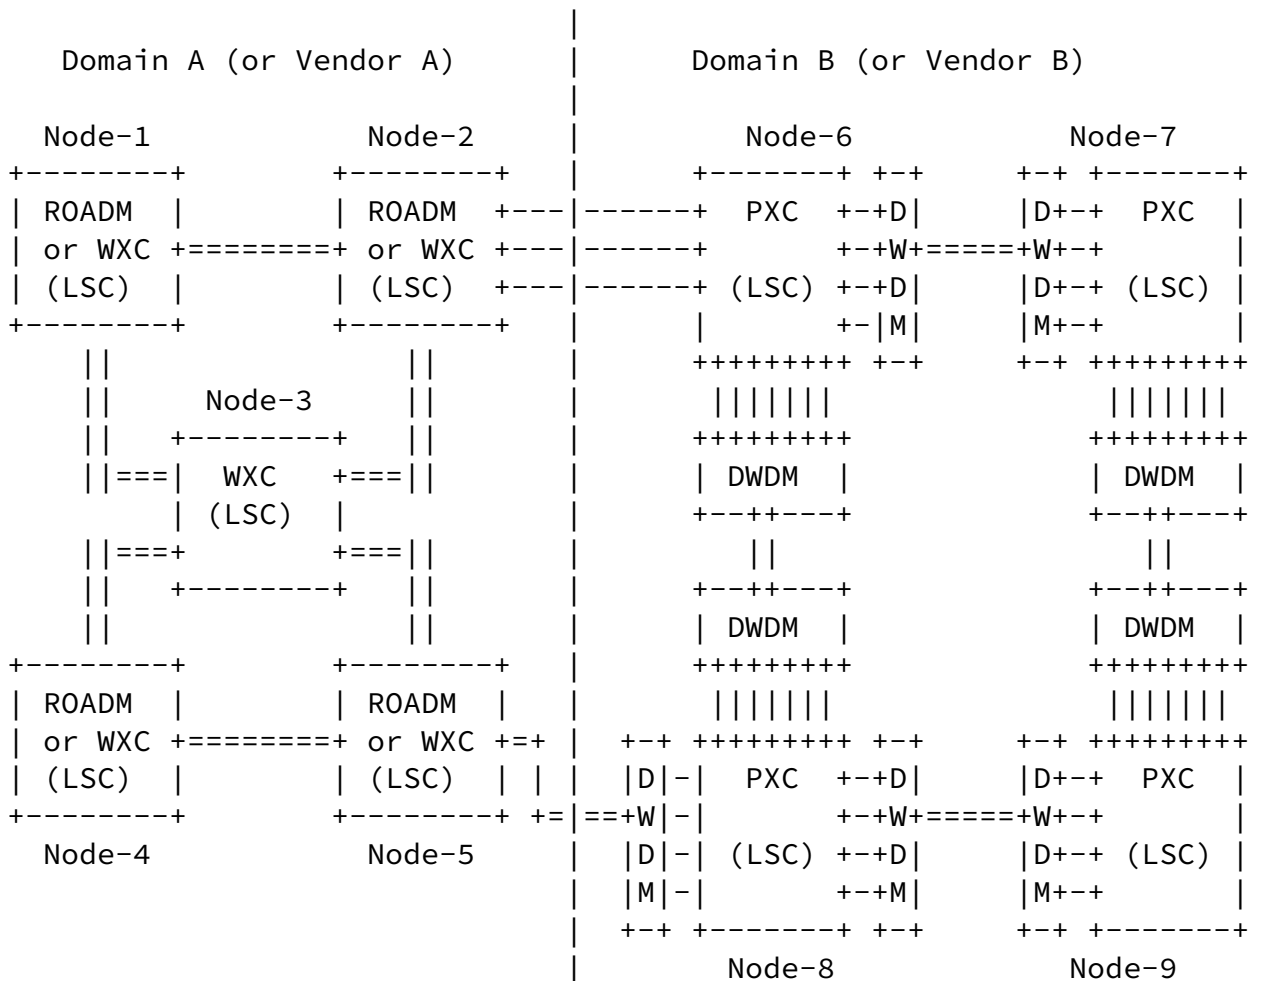 Domain A (or Vendor A) | Domain B (or Vendor B)
Node-1 Node-2 Node-6 Node-7
| ROADM | | ROADM +---|------+ PXC +-+D| |D+-+ PXC |
| or WXC +========+ or WXC +---|------+ +-+W+=====+W+-+ |
| (LSC) | | (LSC) +---|------+ (LSC) +-+D| |D+-+ (LSC) |
+--------+ +--------+ | | +-|M| |M+-+ |
|| Node-3 || | ||||||| |||||||
||===| WXC +===|| | | DWDM | | DWDM |
| (LSC) | | +--++---+ +--++---+
|| || | | DWDM | | DWDM |
| ROADM | | ROADM | | ||||||| |||||||
| or WXC +========+ or WXC +=+ | +-+ +++++++++ +-+ +-+ +++++++++
| (LSC) | | (LSC) | | | |D|-| PXC +-+D| |D+-+ PXC |
+--------+ +--------+ +=|==+W|-| +-+W+=====+W+-+ |
Node-4 Node-5 | |D|-| (LSC) +-+D| |D+-+ (LSC) |
| |M|-| +-+M| |M+-+ |
| Node-8 Node-9